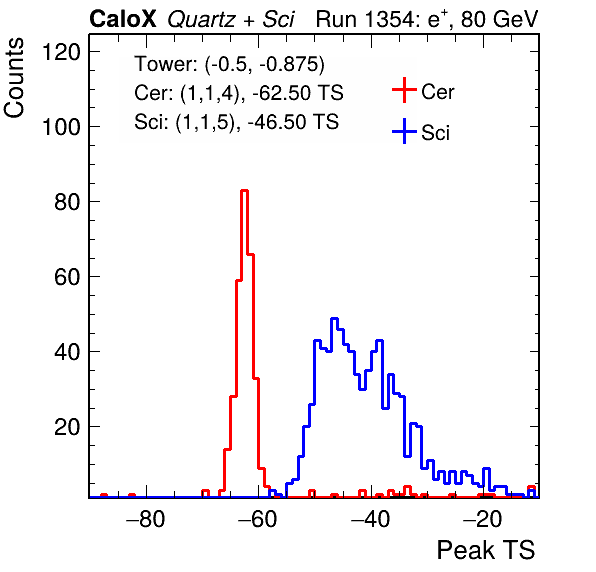 CaloX Quartz + Sci Run 1354: e⁺, 80 GeV
Counts
Tower: (-0.5, -0.875)
Cer: (1,1,4), -62.50 TS
Sci: (1,1,5), -46.50 TS
Cer
Sci
120
100
80
60
40
20
−80 −60 −40 −20
Peak TS